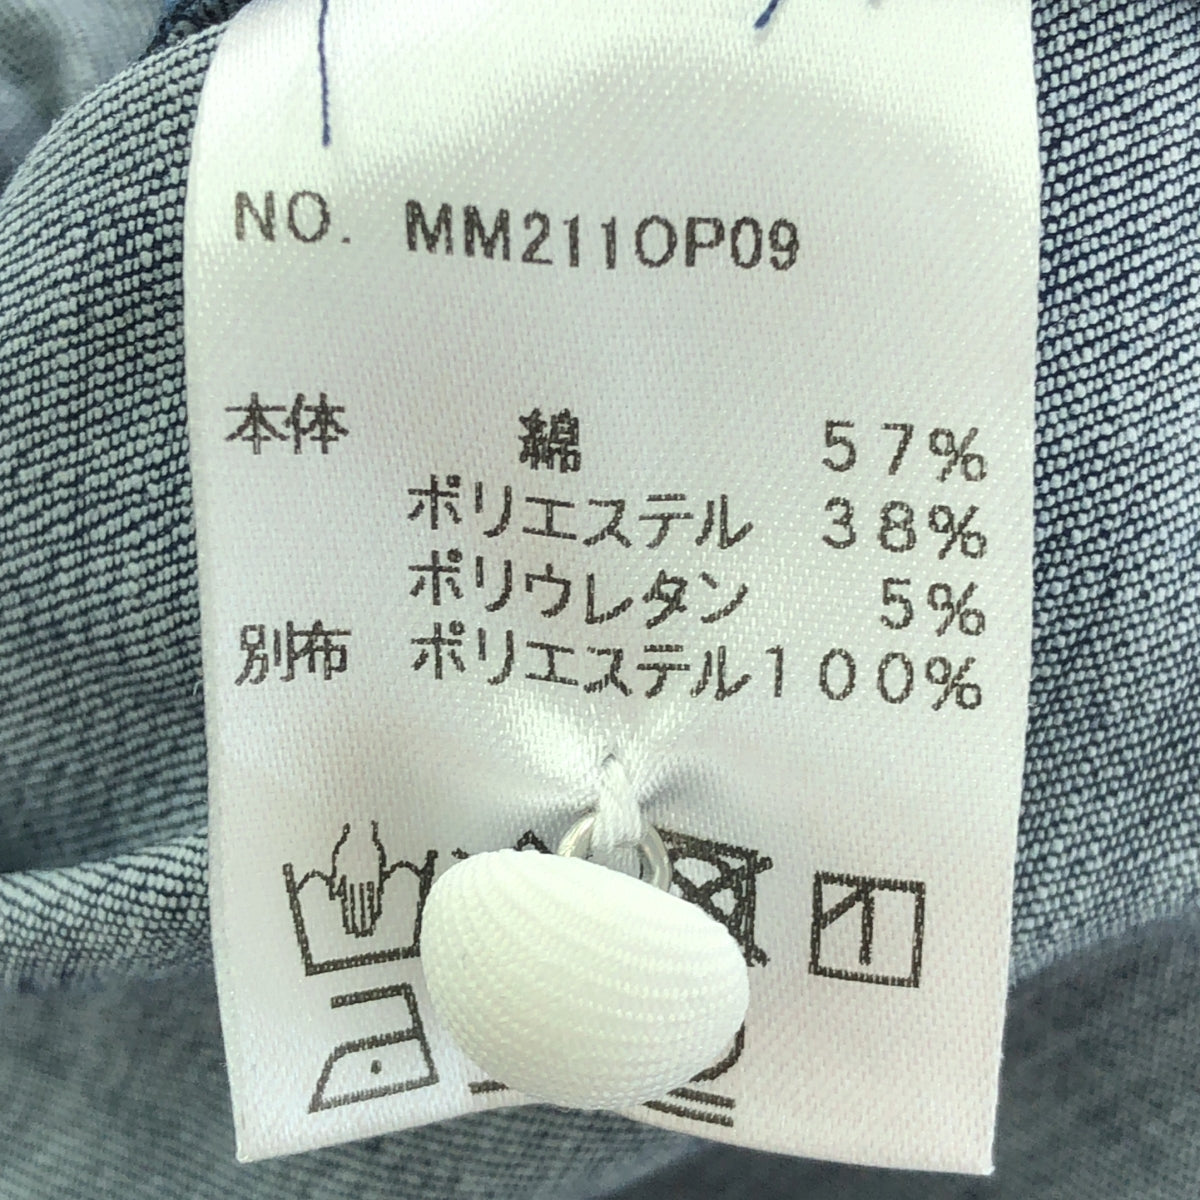 NO. MM211OP09
本体 綿 57%
ポリエステル 38%
ポリウレタン 5%
別布 ポリエステル100%